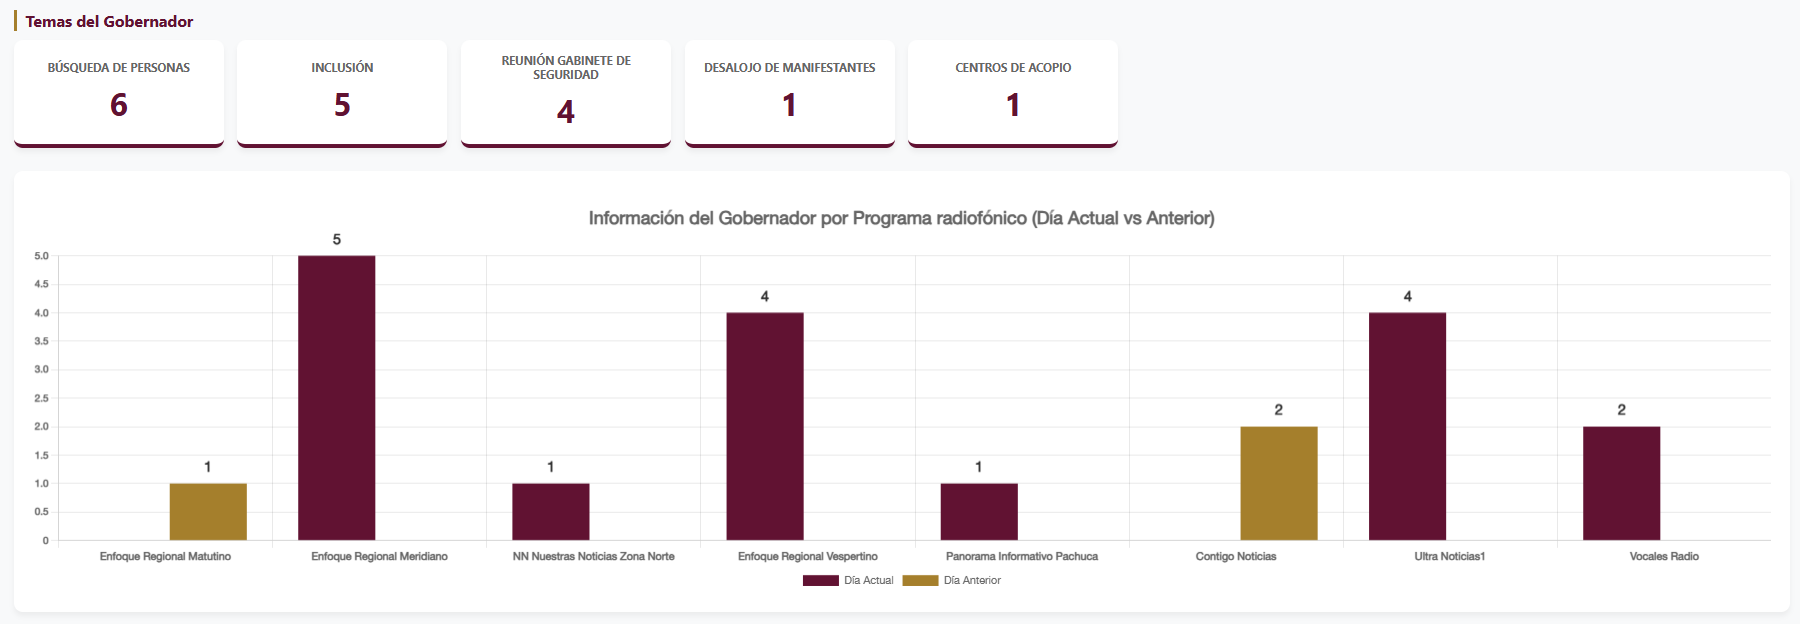 Temas del Gobernador
BÚSQUEDA DE PERSONAS
6
INCLUSIÓN
5
REUNIÓN GABINETE DE
SEGURIDAD
4
DESALOJO DE MANIFESTANTES
1
CENTROS DE ACOPIO
1
Información del Gobernador por Programa radiofónico (Día Actual vs Anterior)
5.0
4.5
4.0
3.5
3.0
2.5
2.0
1.5
1.0
0.5
0
1
5
1
4
1
2
4
2
Enfoque Regional Matutino
Enfoque Regional Meridiano
NN Nuestras Noticias Zona Norte
Enfoque Regional Vespertino
Panorama Informativo Pachuca
Contigo Noticias
Ultra Noticias1
Vocales Radio
Día Actual
Día Anterior